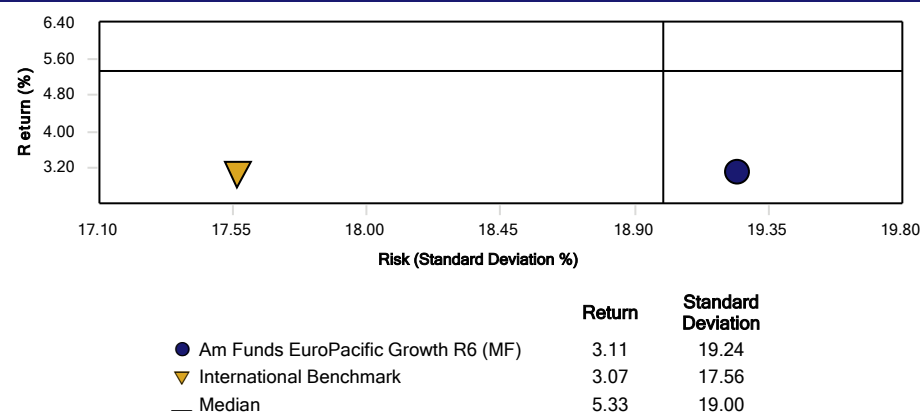 6.40
5.60
4.80
4.00
3.20
Return (%)
17.10 17.55 18.00 18.45 18.90 19.35 19.80
Risk (Standard Deviation %)
Return Standard Deviation
Am Funds EuroPacific Growth R6 (MF) 3.11 19.24
International Benchmark 3.07 17.56
Median 5.33 19.00